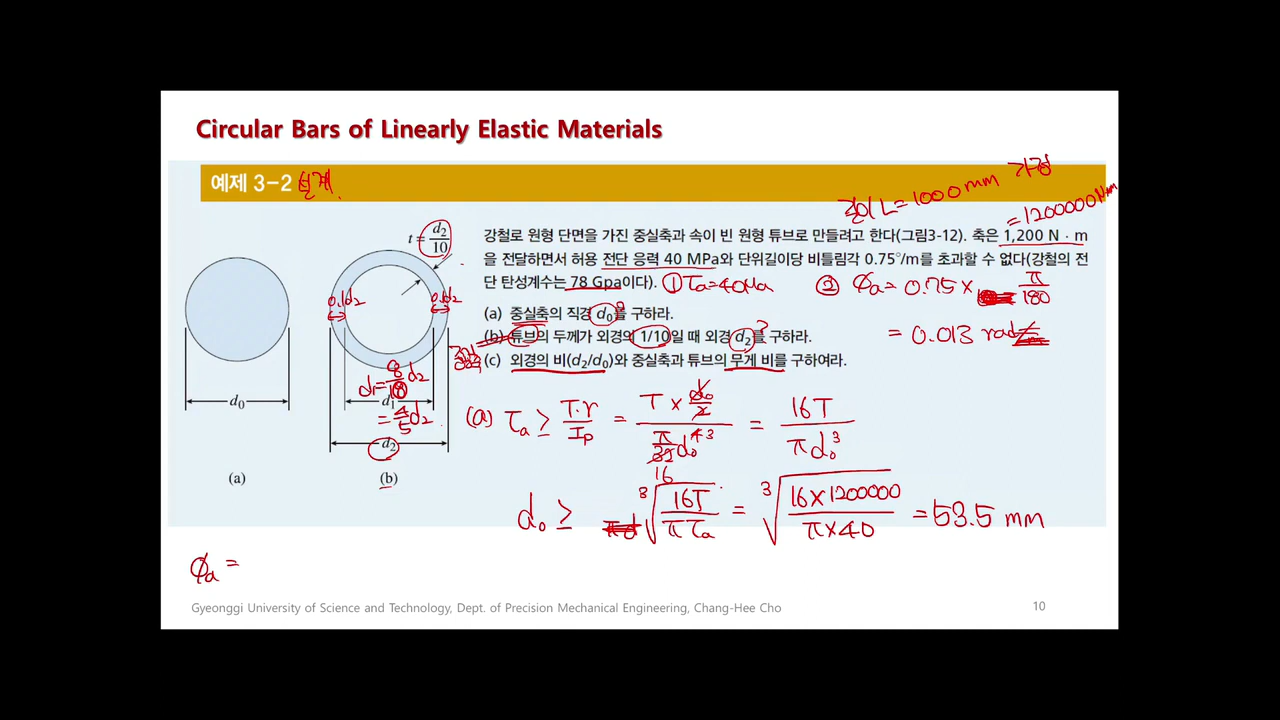 Circular Bars of Linearly Elastic Materials
예제 3-2 설계
길이 L = 1000 mm 가정
= 1200000 N·m
t = d₂/10
강철로 원형 단면을 가진 중실축과 속이 빈 원형 튜브로 만들려고 한다(그림3-12). 축은 1,200 N · m
을 전달하면서 허용 전단 응력 40 MPa와 단위길이당 비틀림각 0.75°/m를 초과할 수 없다(강철의 전
단 탄성계수는 78 Gpa이다).
① τa = 40MPa ② ϕa = 0.75 × π/180
= 0.013 rad
(a) 중실축의 직경 d₀를 구하라.
(b) 튜브의 두께가 외경의 1/10일 때 외경 d₂를 구하라.
(c) 외경의 비(d₂/d₀)와 중실축과 튜브의 무게 비를 구하여라.
0.1d₂ 0.1d₂
d₁ = 8/10 d₂
= 4/5 d₂
d₀ d₁
d₂
(a) (b)
(a) τa ≥ T·r/Ip = T × d₀/2 / π/32 d₀⁴ ³ = 16T/πd₀³
16
d₀ ≥ ³√(16T/πτa) = ³√(16×1200000/π×40) = 53.5 mm
ϕa =
Gyeonggi University of Science and Technology, Dept. of Precision Mechanical Engineering, Chang-Hee Cho
10